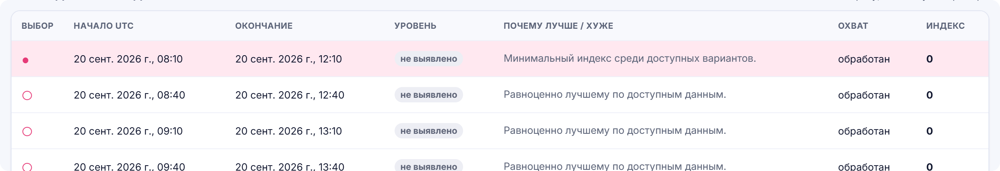 ВЫБОР НАЧАЛО UTC ОКОНЧАНИЕ УРОВЕНЬ ПОЧЕМУ ЛУЧШЕ / ХУЖЕ ОХВАТ ИНДЕКС
20 сент. 2026 г., 08:10 20 сент. 2026 г., 12:10 не выявлено Минимальный индекс среди доступных вариантов. обработан 0
20 сент. 2026 г., 08:40 20 сент. 2026 г., 12:40 не выявлено Равноценно лучшему по доступным данным. обработан 0
20 сент. 2026 г., 09:10 20 сент. 2026 г., 13:10 не выявлено Равноценно лучшему по доступным данным. обработан 0
20 сент. 2026 г., 09:40 20 сент. 2026 г., 13:40 не выявлено Равноценно лучшему по доступным данным. обработан 0